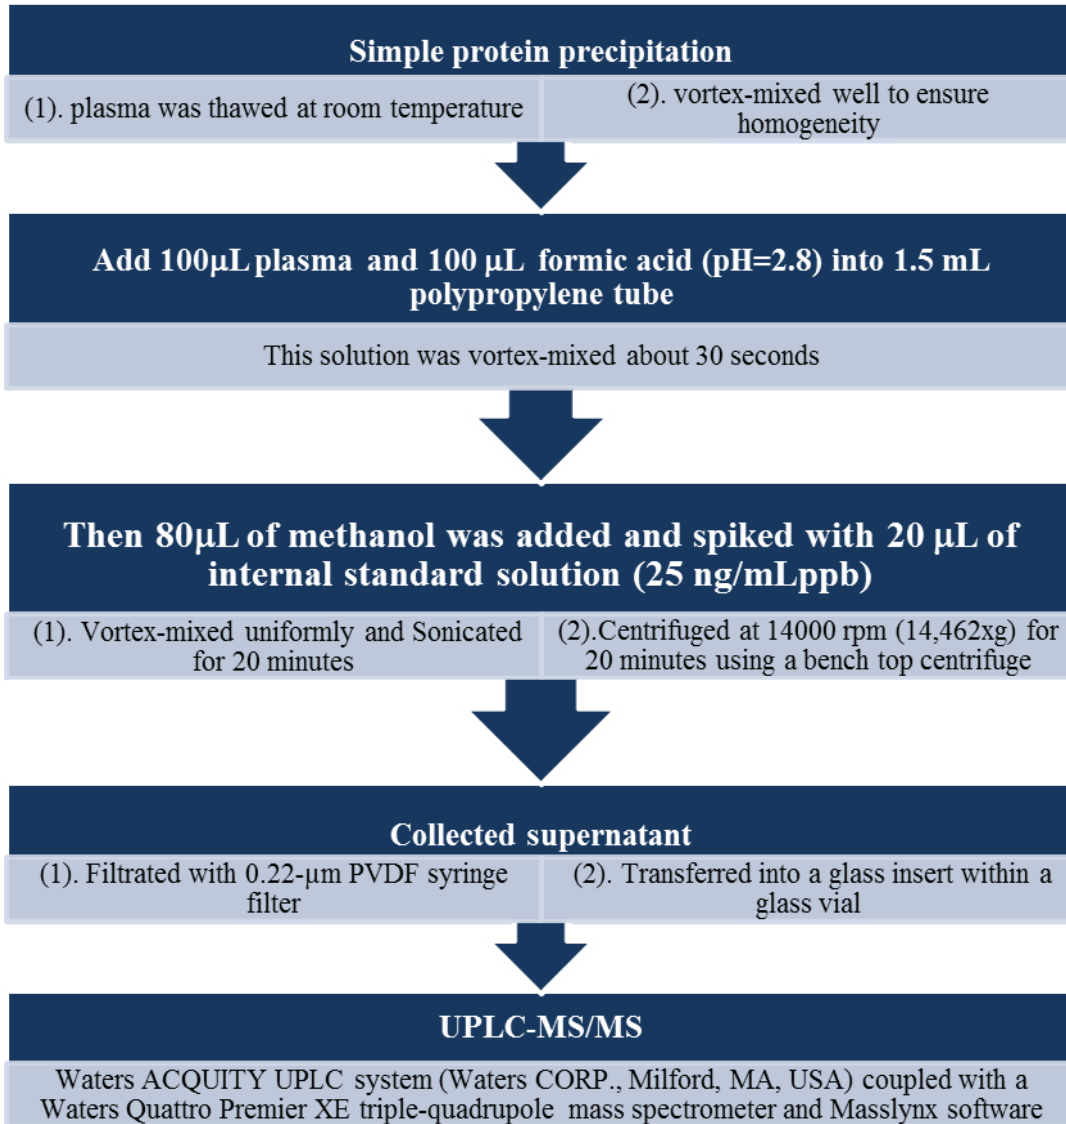 Simple protein precipitation
(1). plasma was thawed at room temperature
(2). vortex-mixed well to ensure
homogeneity
Add 100μL plasma and 100 μL formic acid (pH=2.8) into 1.5 mL
polypropylene tube
This solution was vortex-mixed about 30 seconds
Then 80μL of methanol was added and spiked with 20 μL of
internal standard solution (25 ng/mLppb)
(1). Vortex-mixed uniformly and Sonicated
for 20 minutes
(2).Centrifuged at 14000 rpm (14,462xg) for
20 minutes using a bench top centrifuge
Collected supernatant
(1). Filtrated with 0.22-μm PVDF syringe
filter
(2). Transferred into a glass insert within a
glass vial
UPLC-MS/MS
Waters ACQUITY UPLC system (Waters CORP., Milford, MA, USA) coupled with a
Waters Quattro Premier XE triple-quadrupole mass spectrometer and Masslynx software